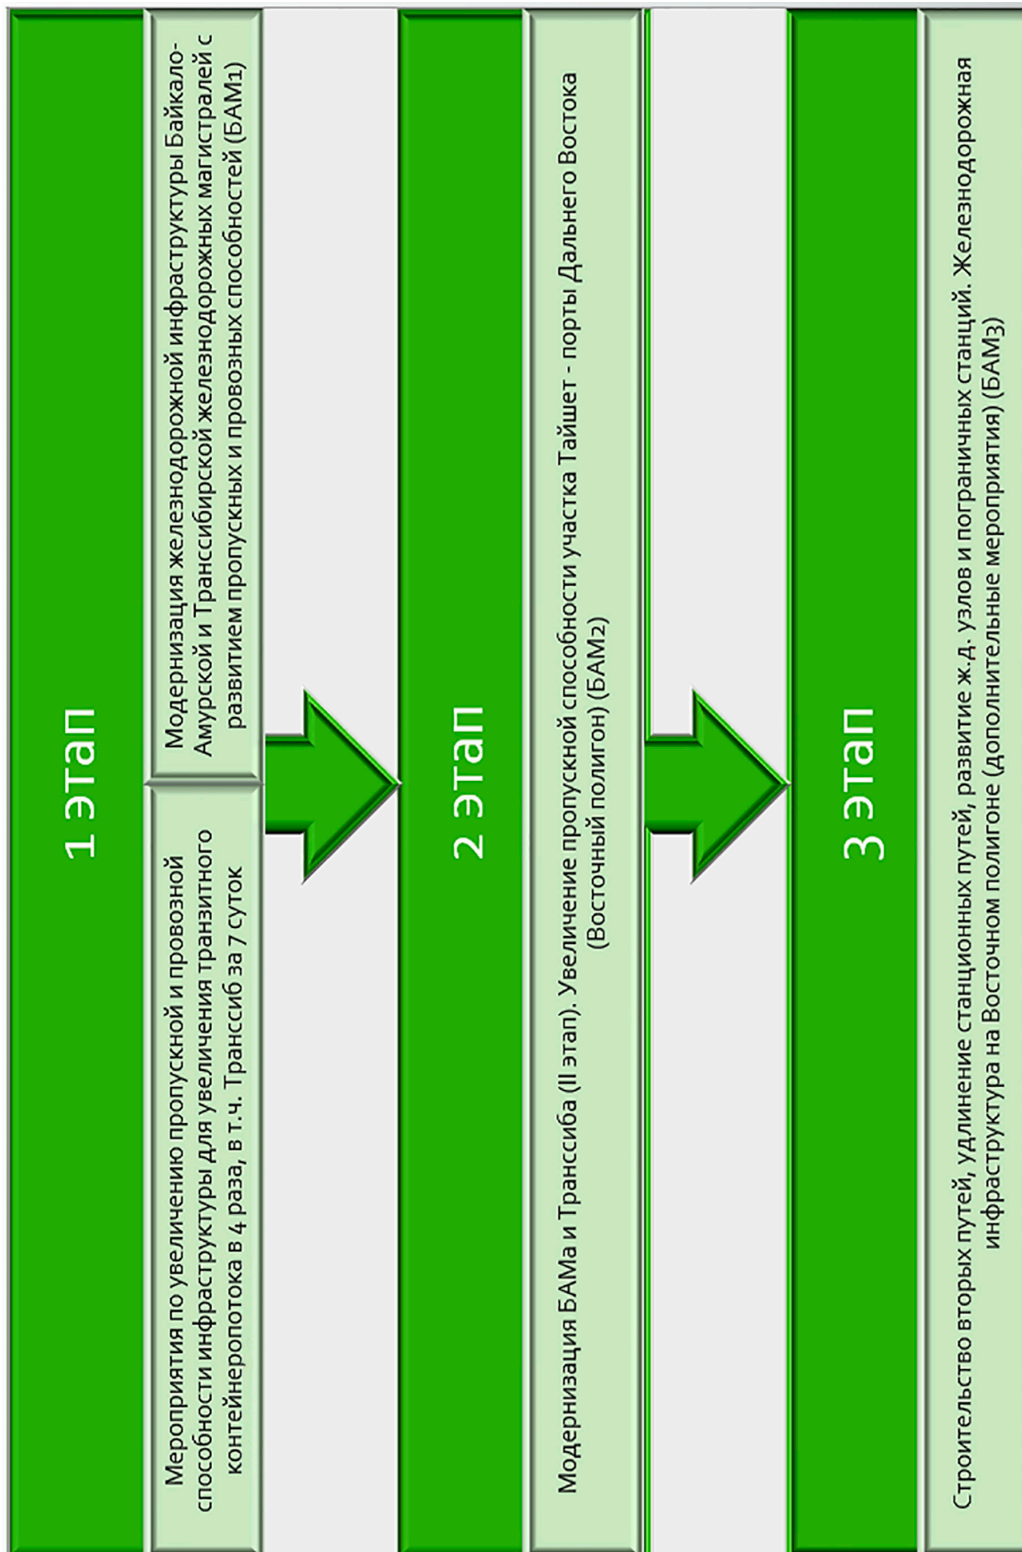 1 этап
Мероприятия по увеличению пропускной и провозной
способности инфраструктуры для увеличения транзитного
контейнеропотока в 4 раза, в т.ч. Транссиб за 7 суток
Модернизация железнодорожной инфраструктуры Байкало-
Амурской и Транссибирской железнодорожных магистралей с
развитием пропускных и провозных способностей (БАМ1)
2 этап
Модернизация БАМа и Транссиба (II этап). Увеличение пропускной способности участка Тайшет - порты Дальнего Востока
(Восточный полигон) (БАМ2)
3 этап
Строительство вторых путей, удлинение станционных путей, развитие ж.д. узлов и пограничных станций. Железнодорожная
инфраструктура на Восточном полигоне (дополнительные мероприятия) (БАМ3)